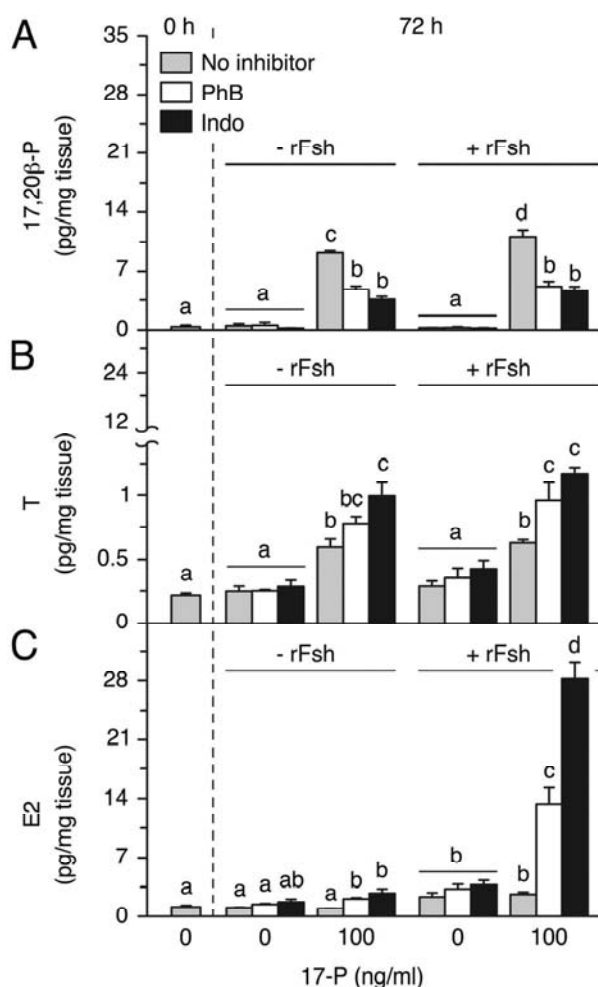 A
0 h
72 h
35
28
21
14
7
0
17,20β-P
(pg/mg tissue)
No inhibitor
PhB
Indo
- rFsh
+ rFsh
a
a
c
b
b
a
d
b
b
B
24
12
1
0.5
0
T
(pg/mg tissue)
- rFsh
+ rFsh
a
a
b
bc
c
a
b
c
c
C
28
21
14
7
0
E2
(pg/mg tissue)
- rFsh
+ rFsh
a
a
a
ab
a
b
b
b
b
c
d
0
0
100
0
100
17-P (ng/ml)